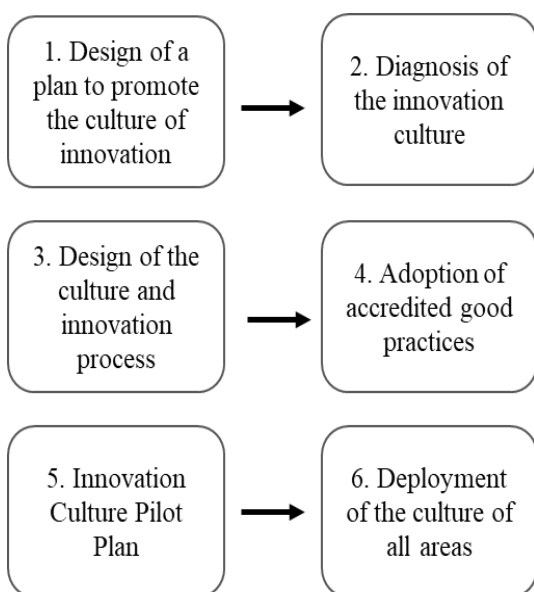 1. Design of a
plan to promote
the culture of
innovation
2. Diagnosis of
the innovation
culture
3. Design of the
culture and
innovation
process
4. Adoption of
accredited good
practices
5. Innovation
Culture Pilot
Plan
6. Deployment
of the culture of
all areas